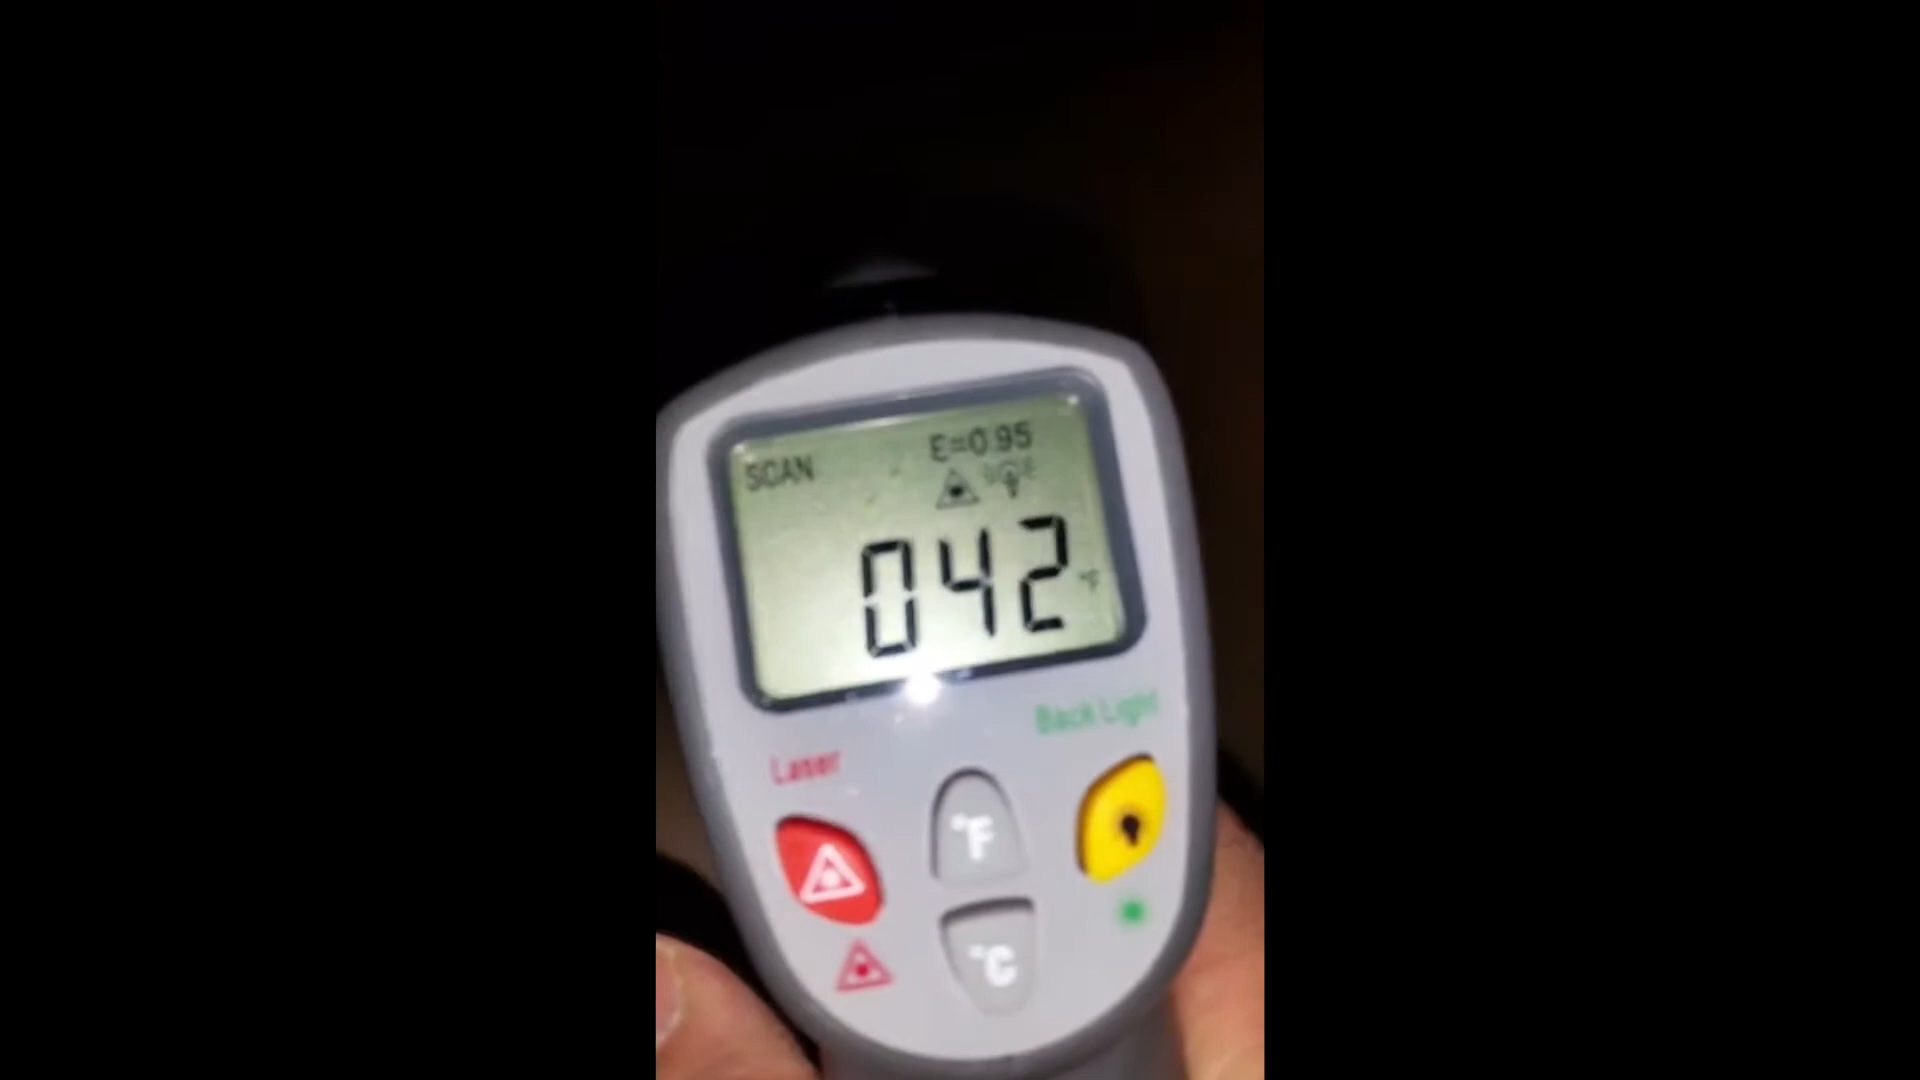 E=0.95
SCAN
042 °F
Back Light
Laser
°F
°C